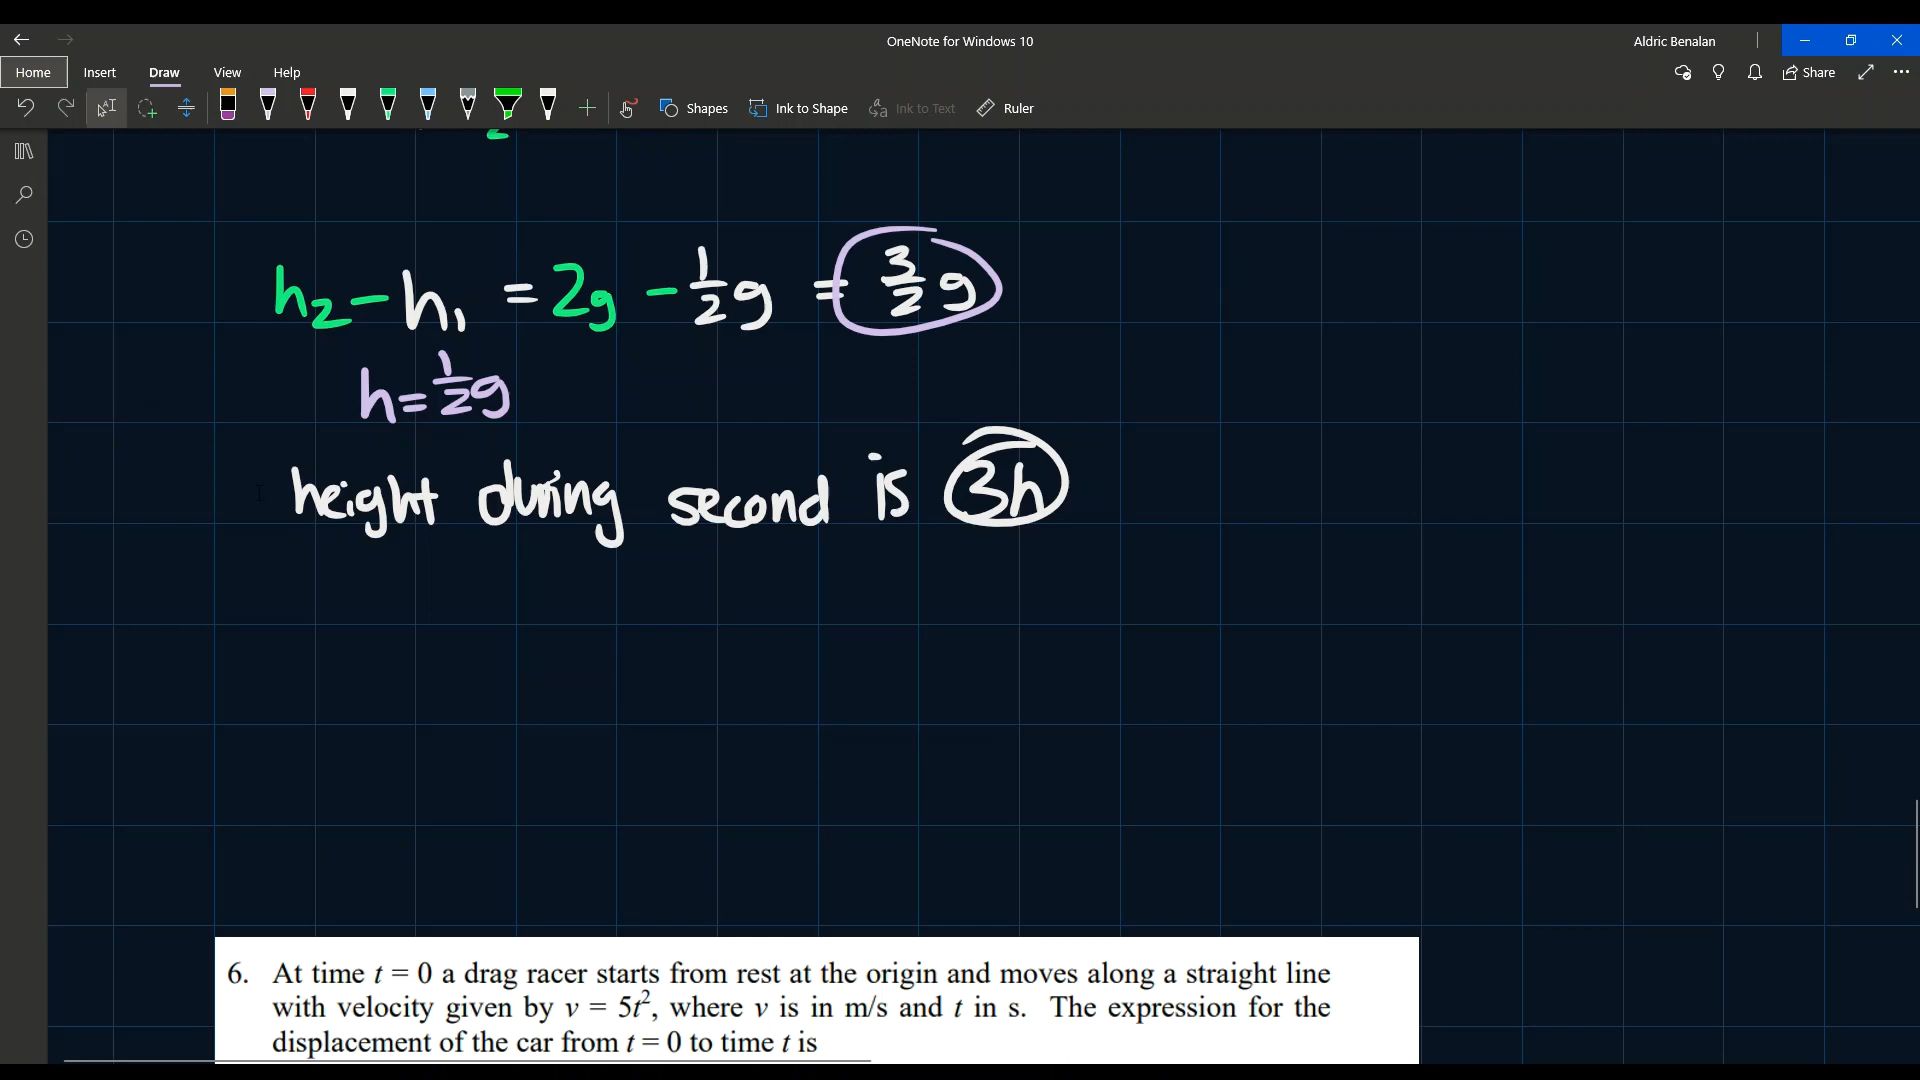 OneNote for Windows 10
Aldric Benalan
Home Insert Draw View Help
Share
Shapes Ink to Shape Ink to Text Ruler
2
h₂ - h₁ = 2g - 1/2 g = 3/2 g
h = 1/2 g
height during second is 3h
6. At time t = 0 a drag racer starts from rest at the origin and moves along a straight line
with velocity given by v = 5t², where v is in m/s and t in s. The expression for the
displacement of the car from t = 0 to time t is